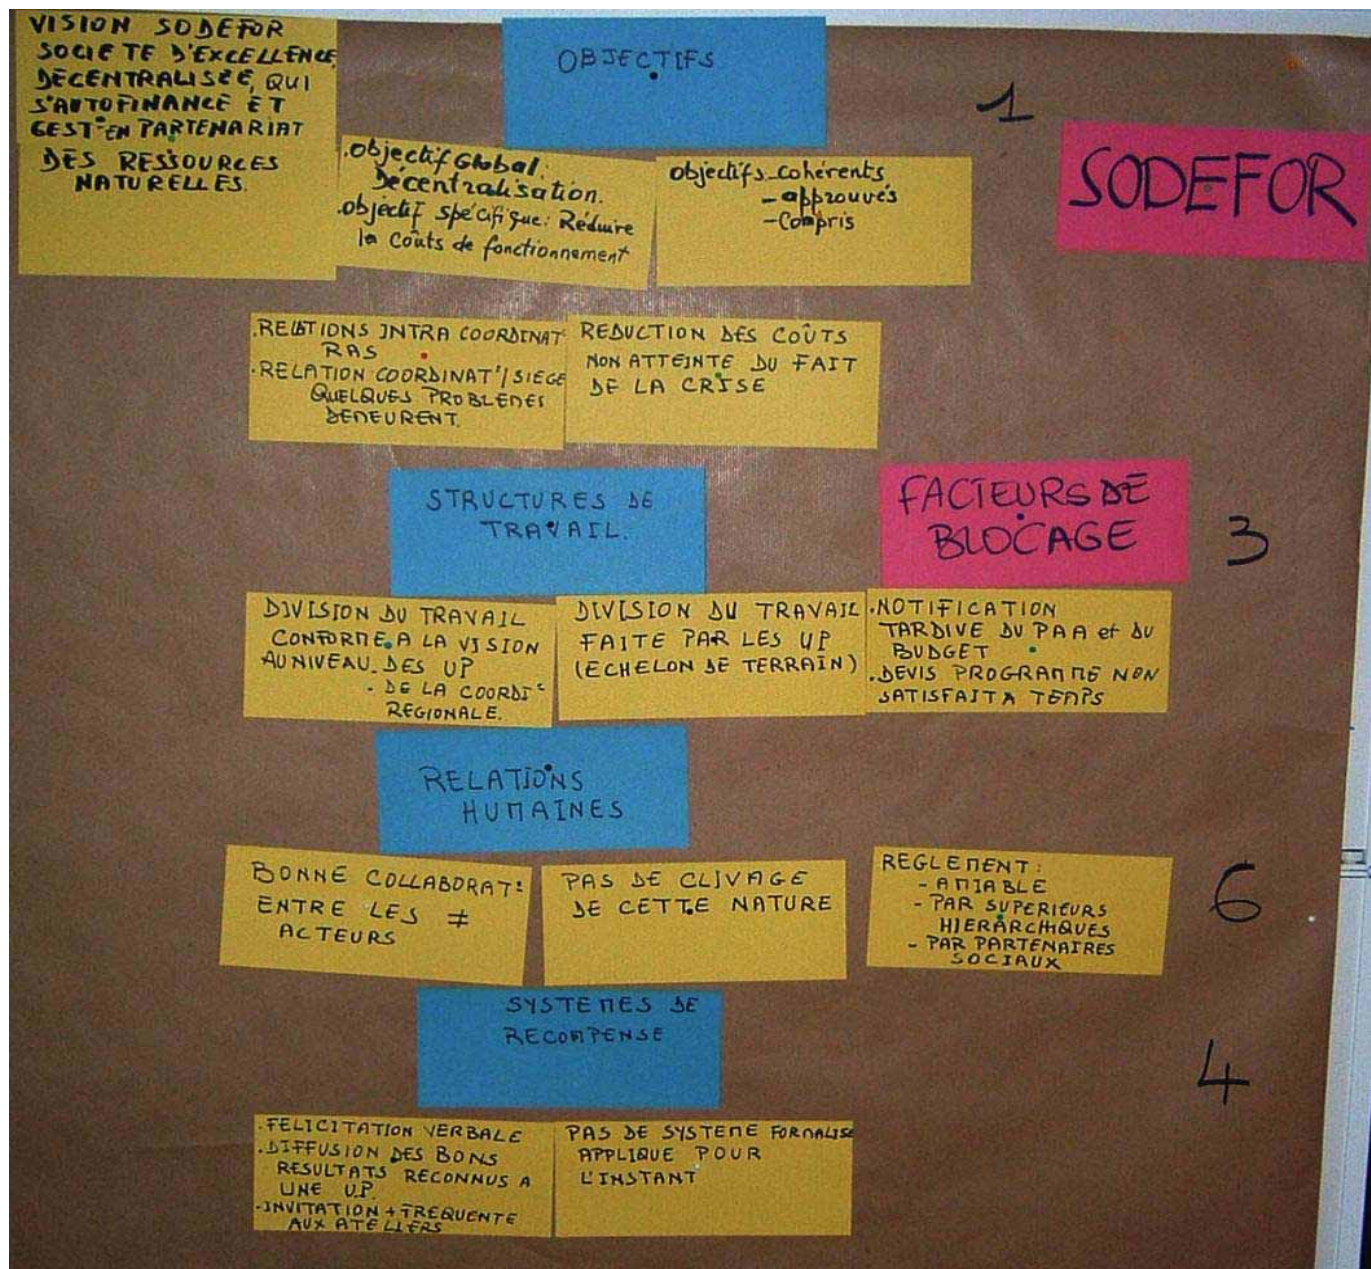 VISION SODEFOR
SOCIETE D'EXCELLENCE,
DECENTRALISEE, QUI
S'AUTOFINANCE ET
GEST° EN PARTENARIAT
DES RESSOURCES
NATURELLES.
OBJECTIFS
1
SODEFOR
.Objectif Global:
Décentralisation.
.objectif spécifique: Réduire
la Coûts de fonctionnement
objectifs cohérents
- approuvés
- Compris
.RELATIONS INTRA COORDINAT°
RAS
.RELATION COORDINAT°/SIEGE
QUELQUES PROBLEMES
DEMEURENT.
REDUCTION DES COÛTS
NON ATTEINTE DU FAIT
DE LA CRISE
STRUCTURES DE
TRAVAIL.
FACTEURS DE
BLOCAGE
3
DIVISION DU TRAVAIL
CONFORME A LA VISION
AU NIVEAU. DES UP
. DE LA COORDI°
REGIONALE.
DIVISION DU TRAVAIL
FAITE PAR LES UP
(ECHELON DE TERRAIN)
.NOTIFICATION
TARDIVE DU PAA et DU
BUDGET
.DEVIS PROGRAMME NON
SATISFAIT A TEMPS
RELATIONS
HUMAINES
BONNE COLLABORAT°
ENTRE LES ≠
ACTEURS
PAS DE CLIVAGE
DE CETTE NATURE
REGLEMENT:
- AMIABLE
- PAR SUPERIEURS
HIERARCHIQUES
- PAR PARTENAIRES
SOCIAUX
6
SYSTEMES DE
RECOMPENSE
4
.FELICITATION VERBALE
.DIFFUSION DES BONS
RESULTATS RECONNUS A
UNE U.P.
.INVITATION + FREQUENTE
AUX ATELIERS
PAS DE SYSTEME FORMALISE
APPLIQUE POUR
L'INSTANT